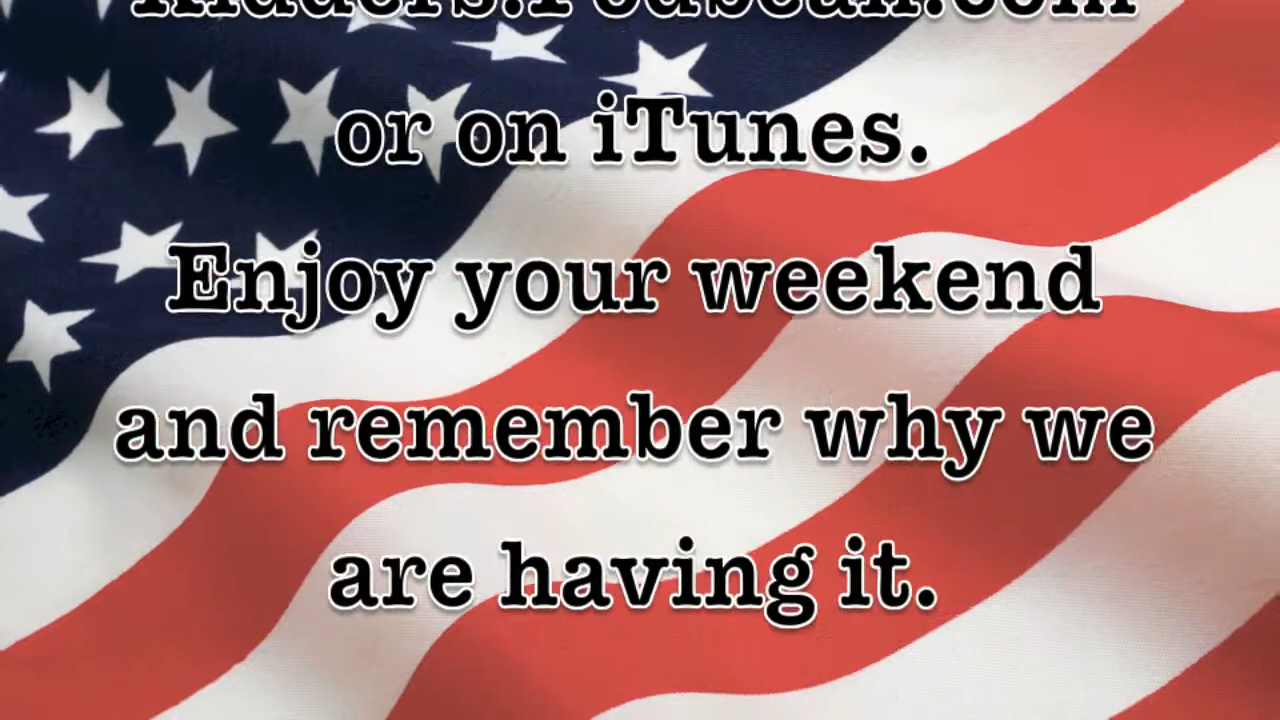 or on iTunes.
Enjoy your weekend
and remember why we
are having it.